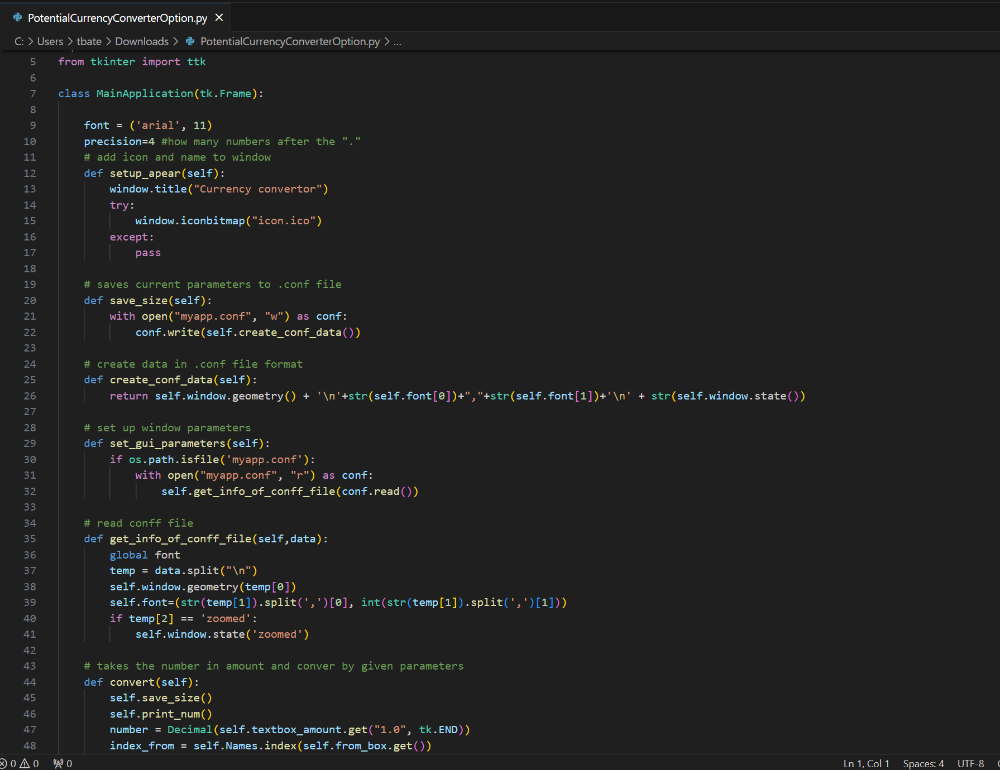 PotentialCurrencyConverterOption.py
C: > Users > tbate > Downloads > PotentialCurrencyConverterOption.py > ...
5 from tkinter import ttk
6
7 class MainApplication(tk.Frame):
8
9     font = ('arial', 11)
10     precision=4 #how many numbers after the "."
11     # add icon and name to window
12     def setup_apear(self):
13         window.title("Currency convertor")
14         try:
15             window.iconbitmap("icon.ico")
16         except:
17             pass
18
19     # saves current parameters to .conf file
20     def save_size(self):
21         with open("myapp.conf", "w") as conf:
22             conf.write(self.create_conf_data())
23
24     # create data in .conf file format
25     def create_conf_data(self):
26         return self.window.geometry() + '\n'+str(self.font[0])+","+str(self.font[1])+'\n' + str(self.window.state())
27
28     # set up window parameters
29     def set_gui_parameters(self):
30         if os.path.isfile('myapp.conf'):
31             with open("myapp.conf", "r") as conf:
32                 self.get_info_of_conff_file(conf.read())
33
34     # read conff file
35     def get_info_of_conff_file(self,data):
36         global font
37         temp = data.split("\n")
38         self.window.geometry(temp[0])
39         self.font=(str(temp[1]).split(',')[0], int(str(temp[1]).split(',')[1]))
40         if temp[2] == 'zoomed':
41             self.window.state('zoomed')
42
43     # takes the number in amount and conver by given parameters
44     def convert(self):
45         self.save_size()
46         self.print_num()
47         number = Decimal(self.textbox_amount.get("1.0", tk.END))
48         index_from = self.Names.index(self.from_box.get())
0 0 0 Ln 1, Col 1 Spaces: 4 UTF-8